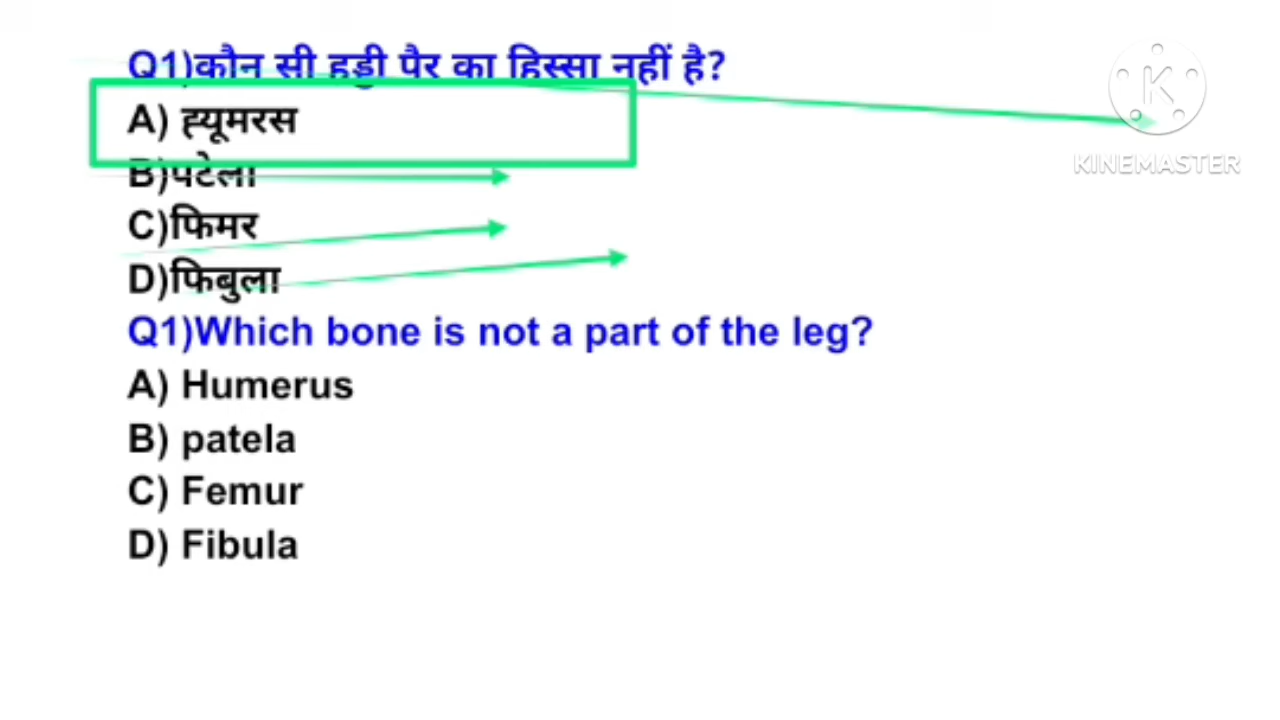 Q1)कौन सी हड्डी पैर का हिस्सा नहीं है?
A) ह्यूमरस
B)पटेला
C)फिमर
D)फिबुला
Q1)Which bone is not a part of the leg?
A) Humerus
B) patela
C) Femur
D) Fibula
K
KINEMASTER